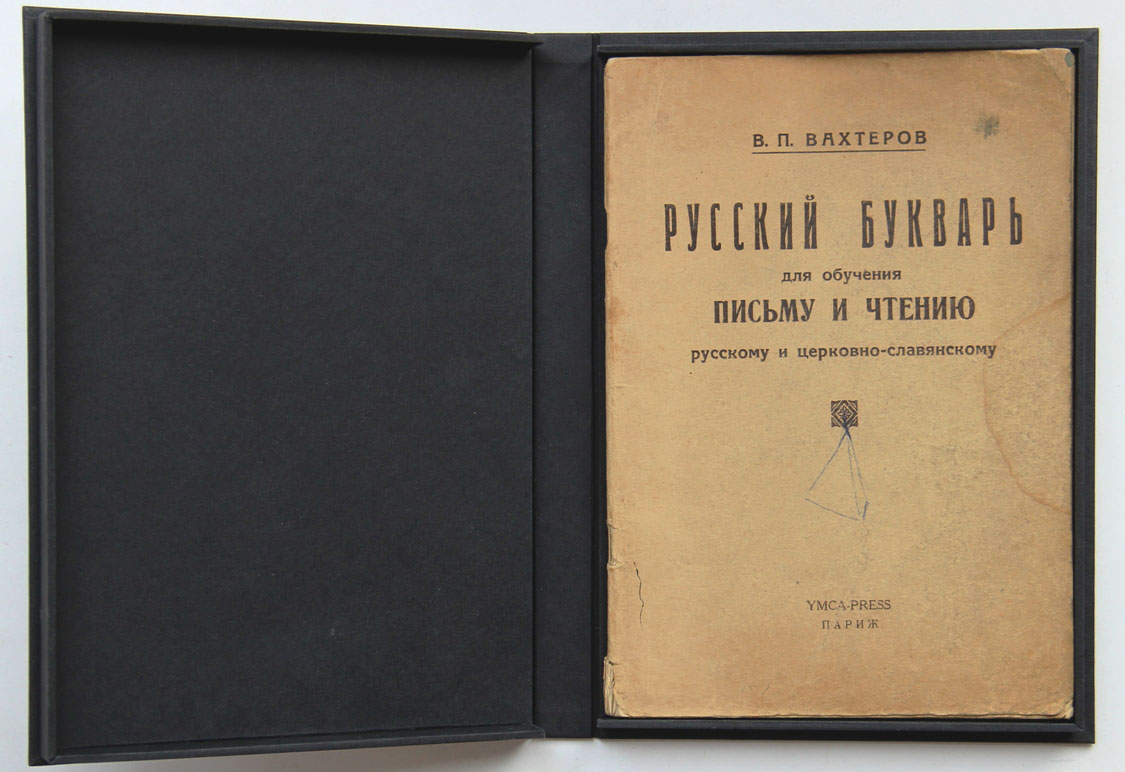 В. П. ВАХТЕРОВ
РУССКИЙ БУКВАРЬ
для обучения
ПИСЬМУ И ЧТЕНИЮ
русскому и церковно-славянскому
YMCA-PRESS
ПАРИЖ